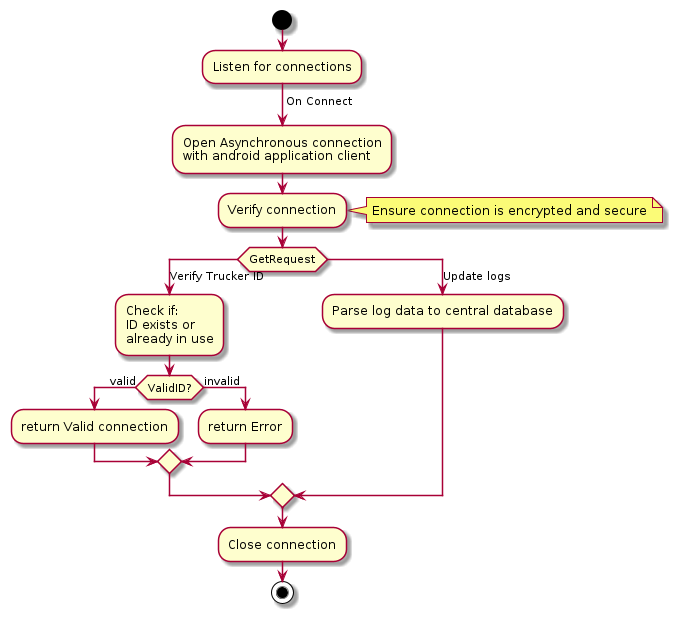 Listen for connections
On Connect
Open Asynchronous connection
with android application client
Verify connection
Ensure connection is encrypted and secure
GetRequest
Verify Trucker ID
Update logs
Check if:
ID exists or
already in use
Parse log data to central database
valid
ValidID?
invalid
return Valid connection
return Error
Close connection